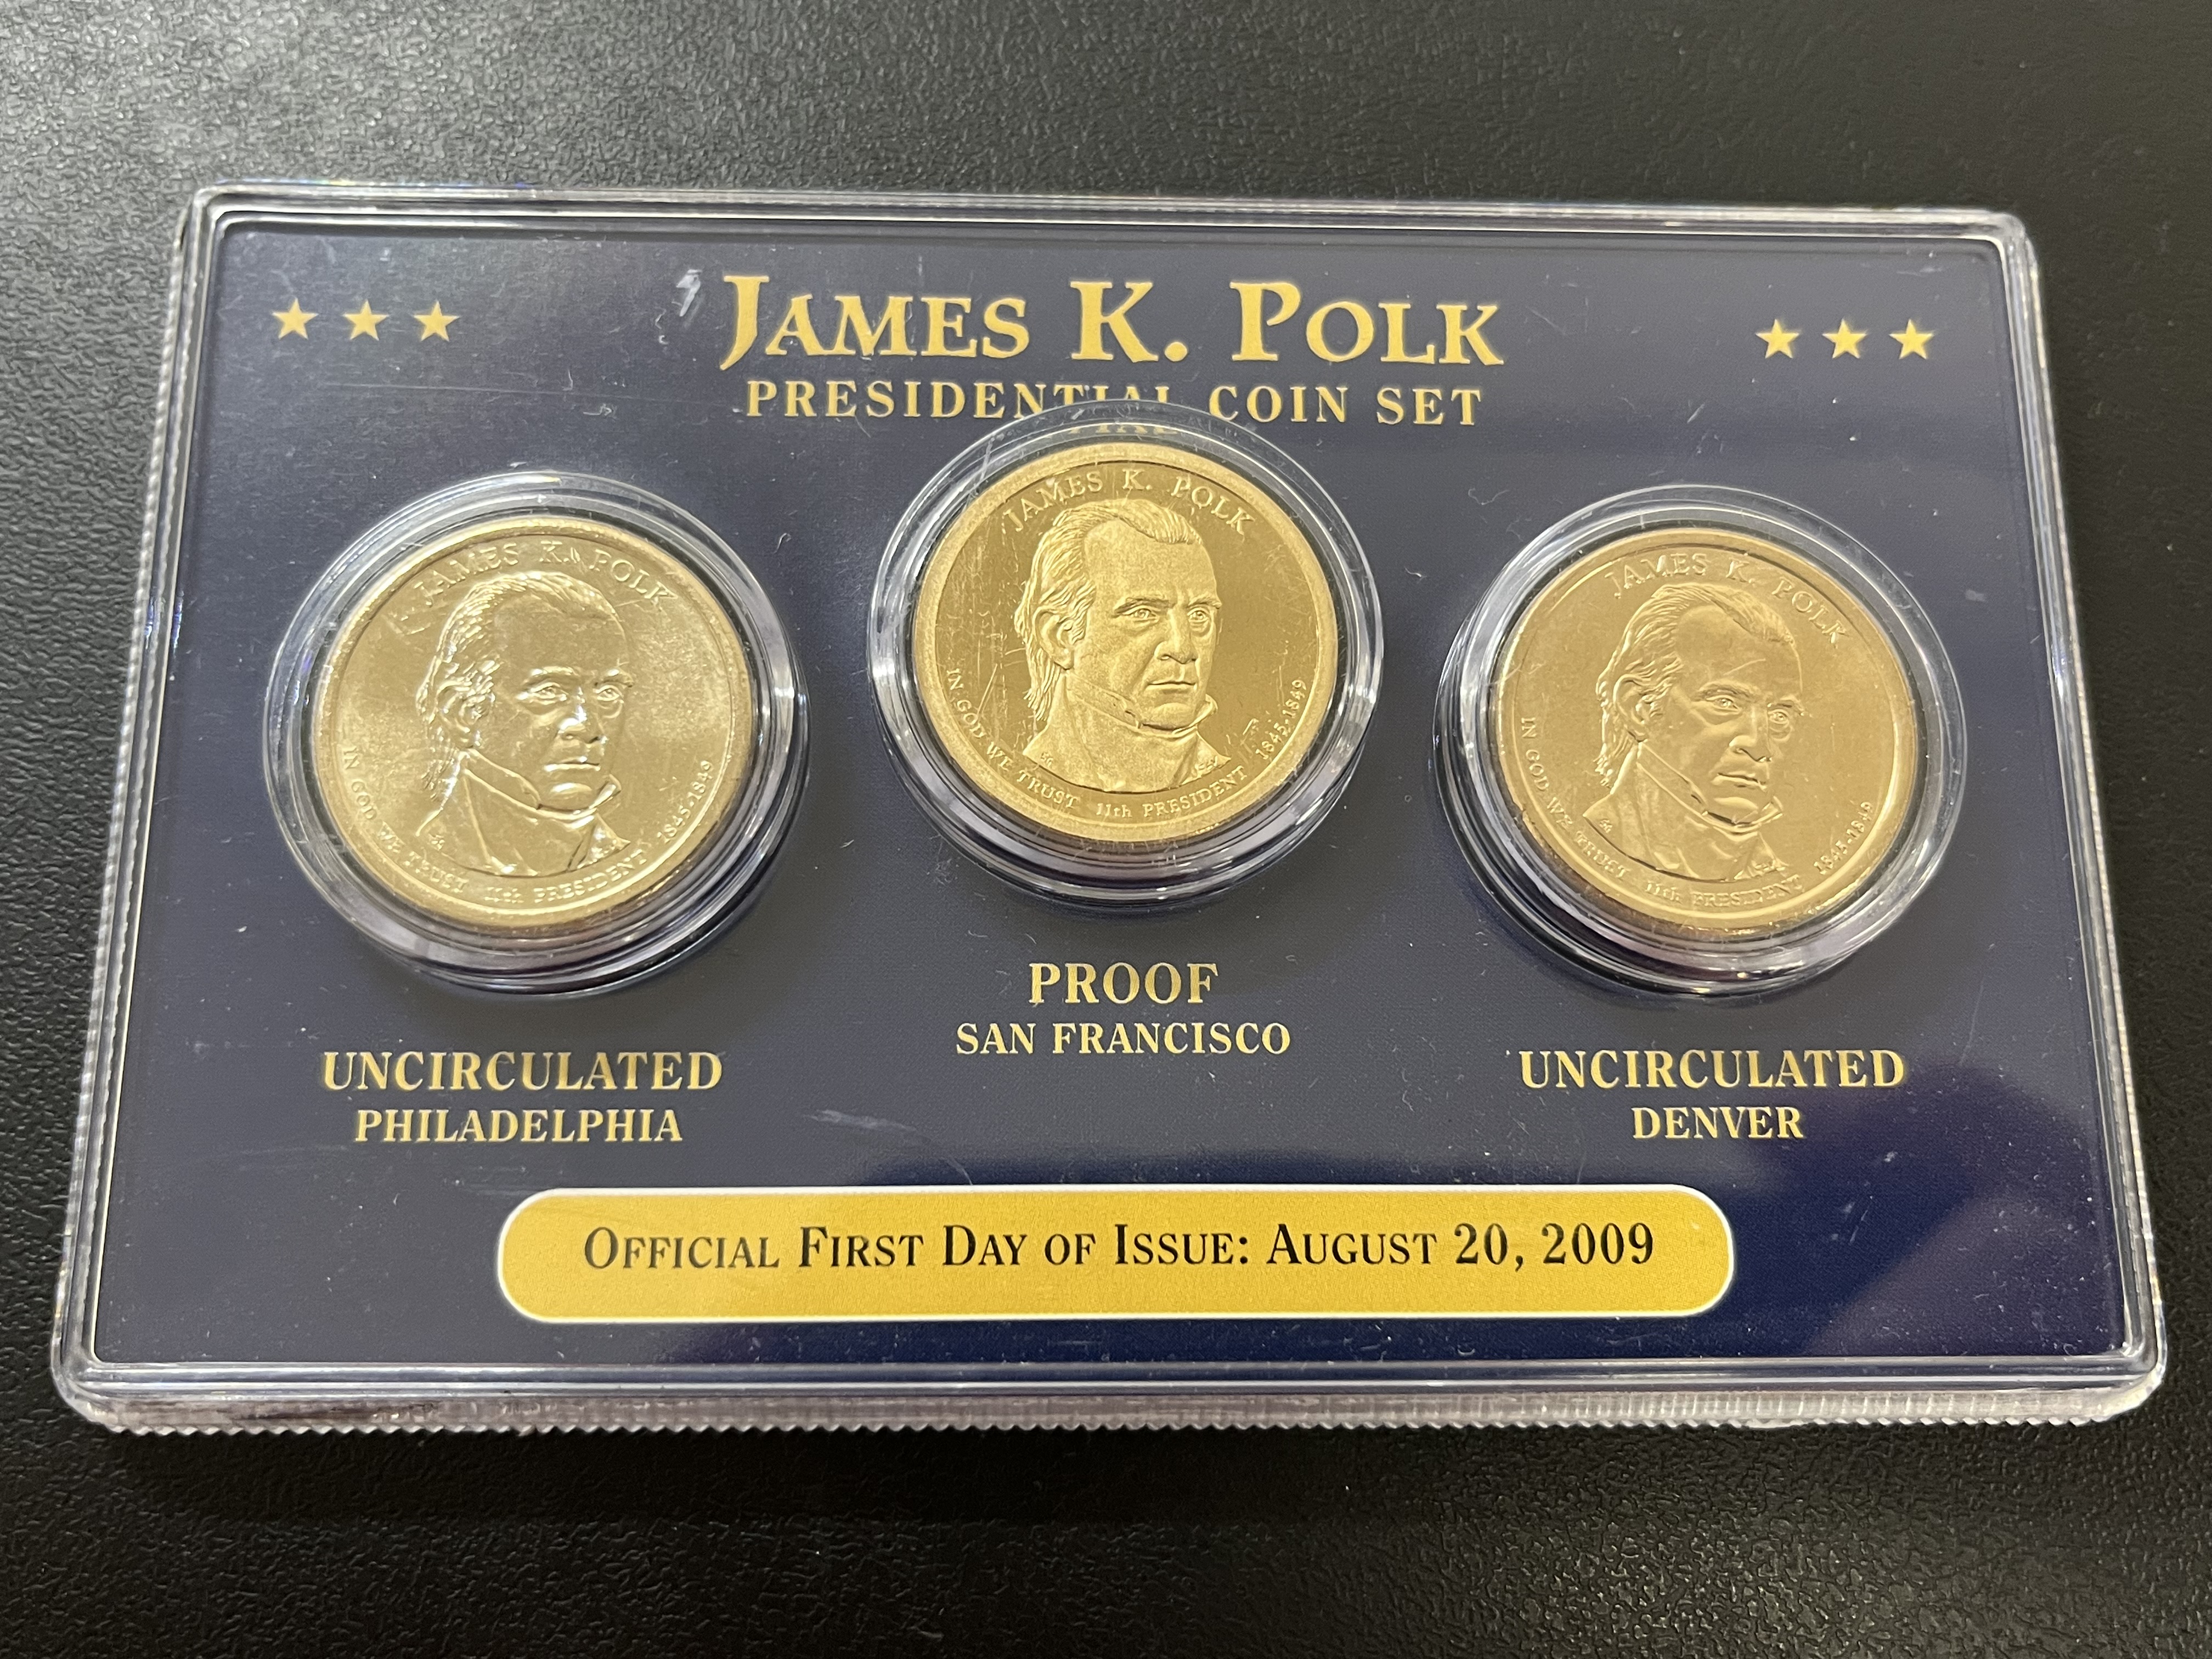 JAMES K. POLK
PRESIDENTIAL COIN SET
JAMES K. POLK
IN GOD WE TRUST 11th PRESIDENT 1845-1849
JAMES K. POLK
IN GOD WE TRUST 11th PRESIDENT 1845-1849
JAMES K. POLK
IN GOD WE TRUST 11th PRESIDENT 1845-1849
UNCIRCULATED
PHILADELPHIA
PROOF
SAN FRANCISCO
UNCIRCULATED
DENVER
OFFICIAL FIRST DAY OF ISSUE: AUGUST 20, 2009